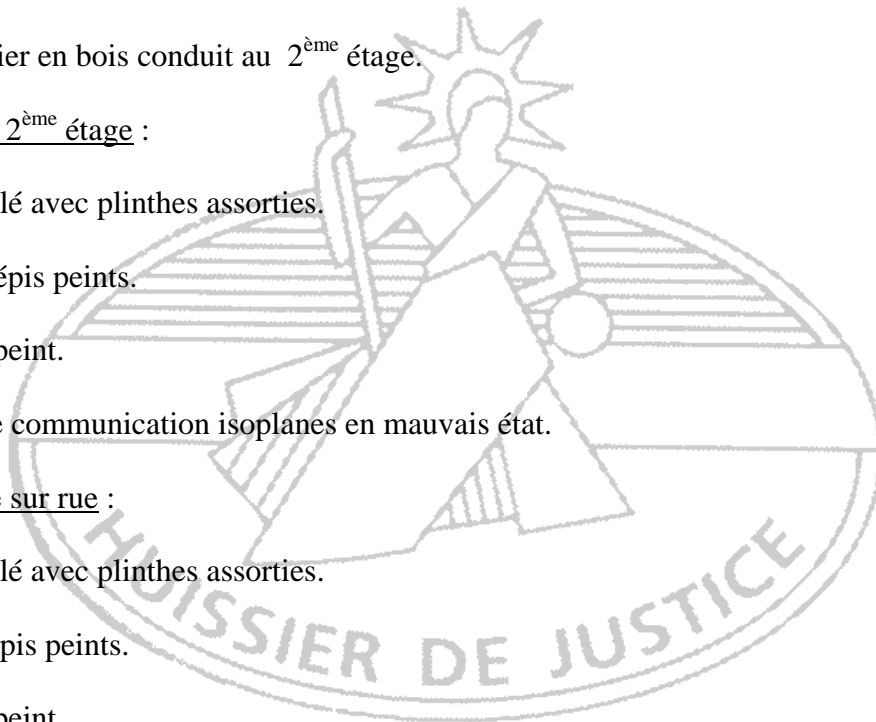 ier en bois conduit au 2ème étage.
2ème étage :
lé avec plinthes assorties.
épis peints.
peint.
e communication isoplanes en mauvais état.
e sur rue :
lé avec plinthes assorties.
pis peints.
peint.
HUISSIER DE JUSTICE